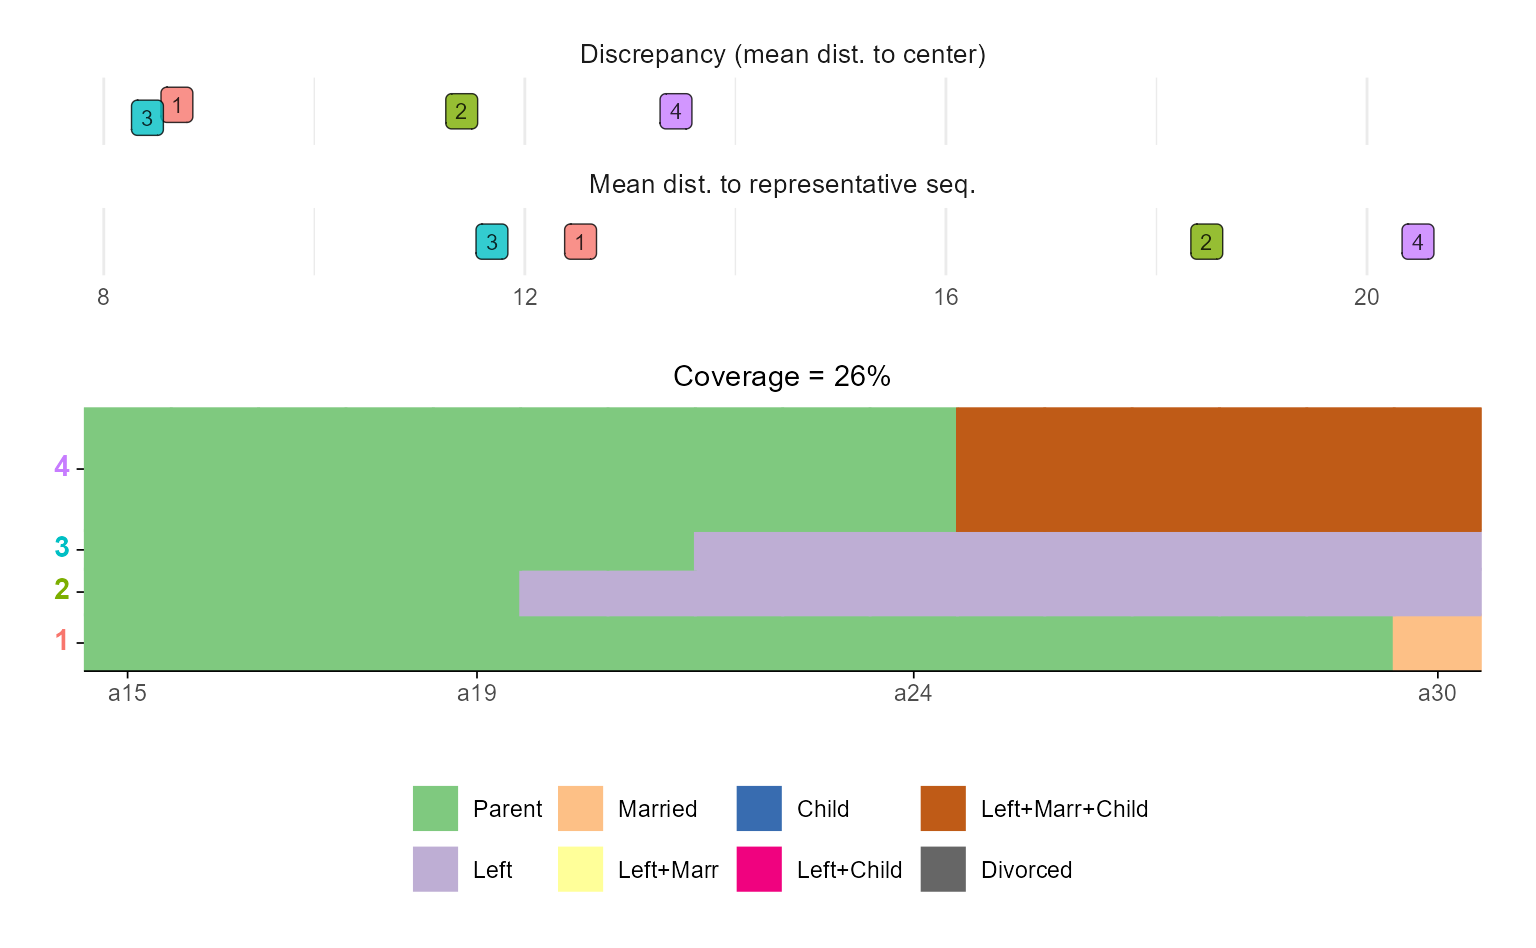 Discrepancy (mean dist. to center)
3 1 2 4
Mean dist. to representative seq.
3 1 2 4
8 12 16 20
Coverage = 26%
4
3
2
1
a15 a19 a24 a30
Parent Married Child Left+Marr+Child
Left Left+Marr Left+Child Divorced